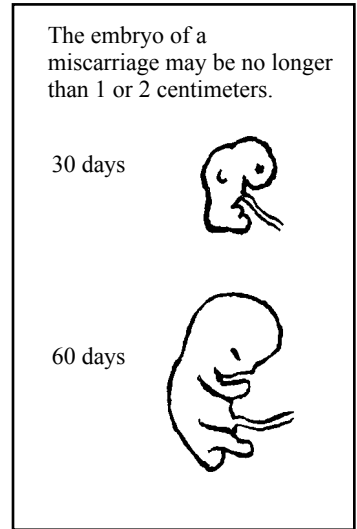 The embryo of a
miscarriage may be no longer
than 1 or 2 centimeters.
30 days
60 days